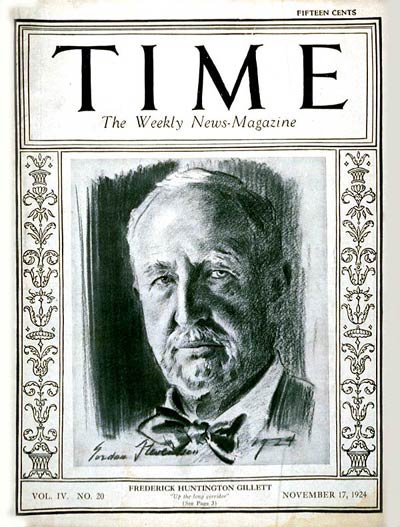 FIFTEEN CENTS
TIME
The Weekly News-Magazine
Gordon Stevenson 1924
FREDERICK HUNTINGTON GILLETT
"Up the long corridor"
(See Page 3)
VOL. IV. NO. 20
NOVEMBER 17, 1924